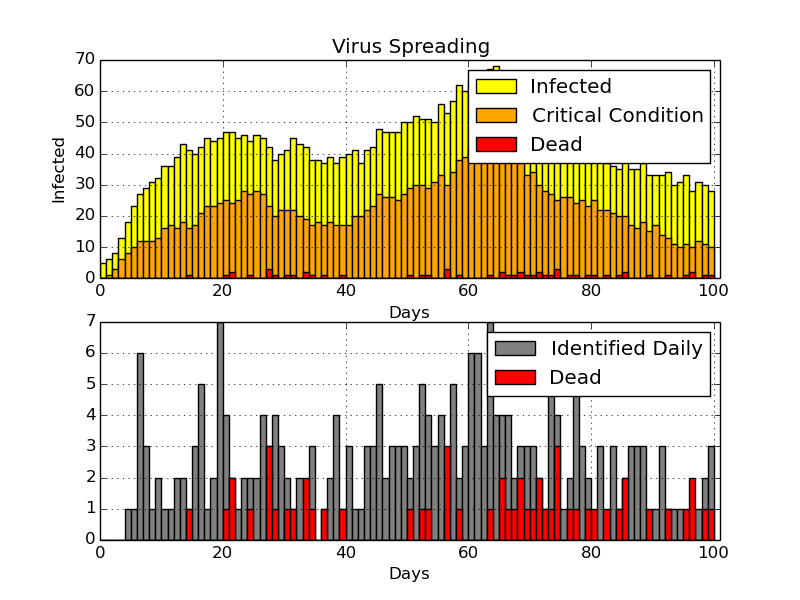 Virus Spreading
70
60
50
40
30
20
10
0
Infected
Infected
Critical Condition
Dead
0 20 40 60 80 100
Days
7
6
5
4
3
2
1
0
Identified Daily
Dead
0 20 40 60 80 100
Days